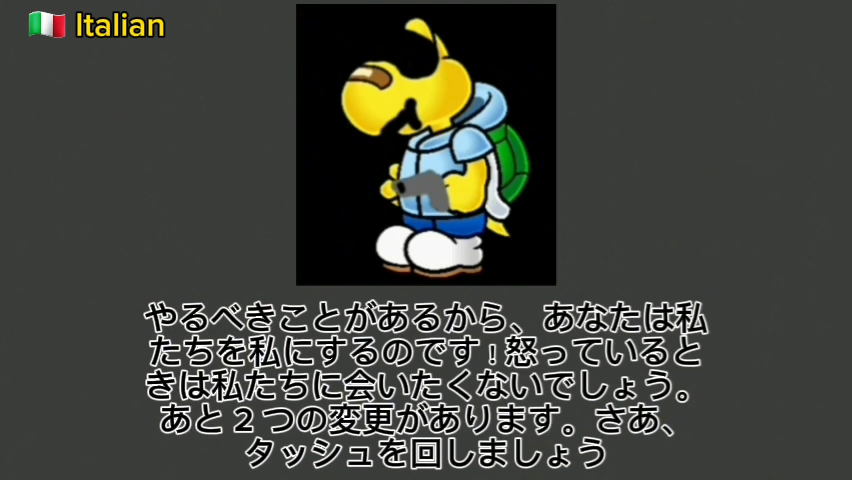 🇮🇹 Italian
やるべきことがあるから、あなたは私
たちを私にするのです!怒っていると
きは私たちに会いたくないでしょう。
あと2つの変更があります。さあ、
タッシュを回しましょう